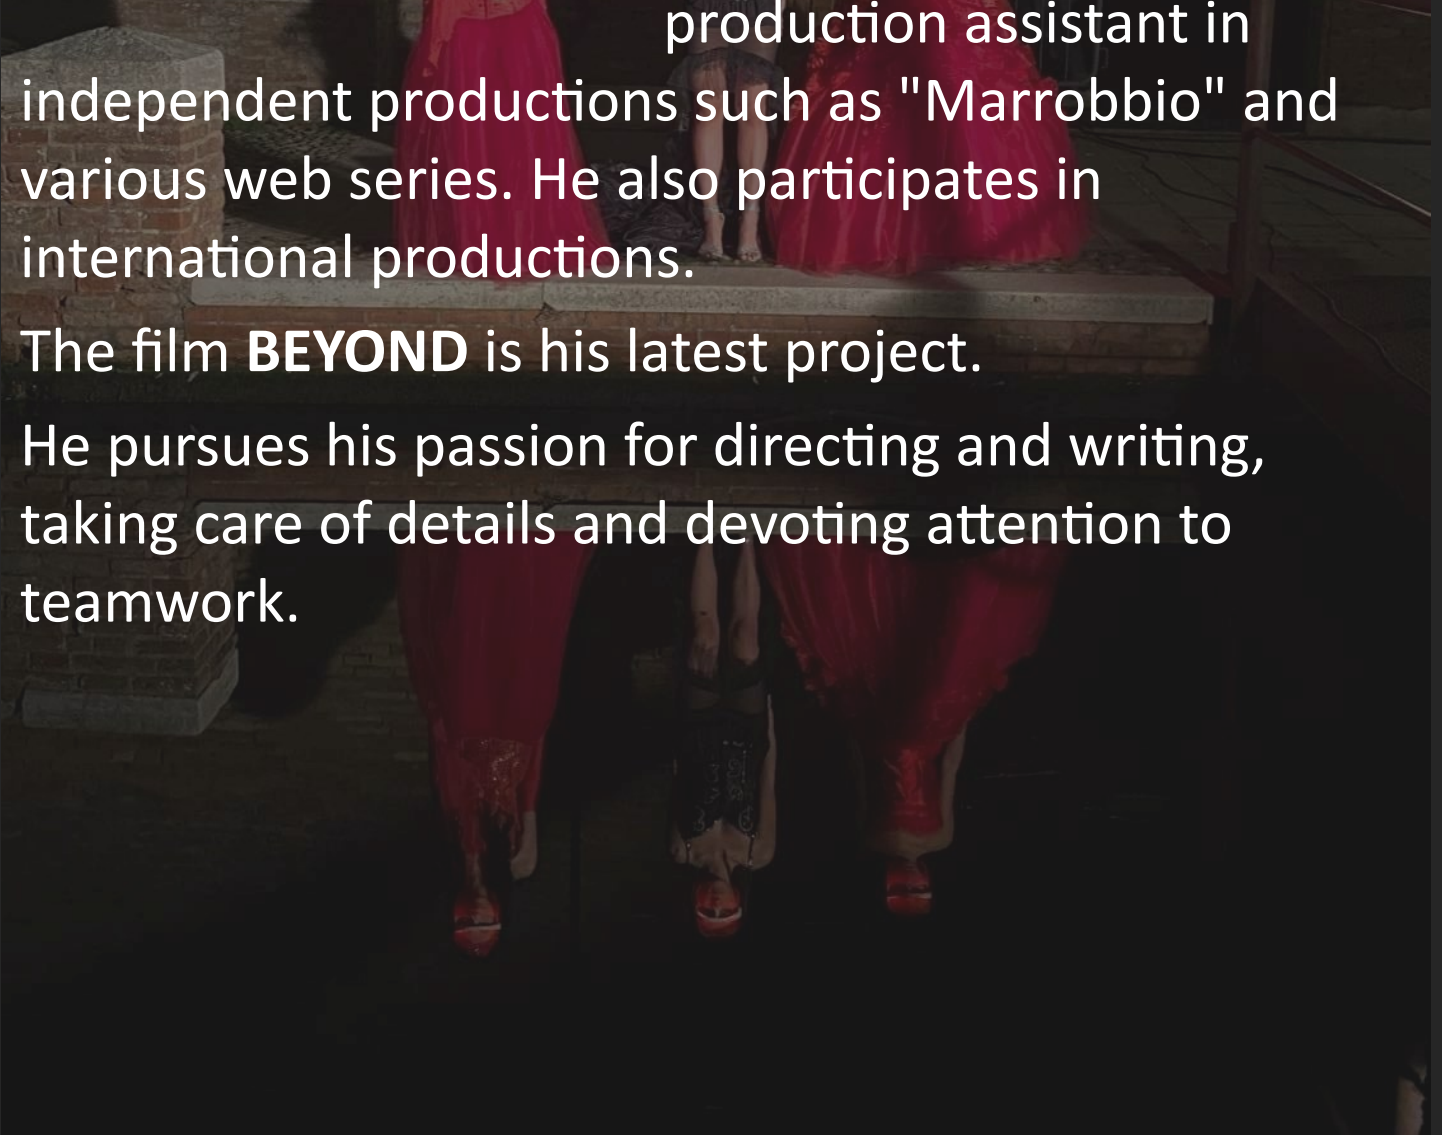 production assistant in
independent productions such as "Marrobbio" and
various web series. He also participates in
international productions.
The film BEYOND is his latest project.
He pursues his passion for directing and writing,
taking care of details and devoting attention to
teamwork.